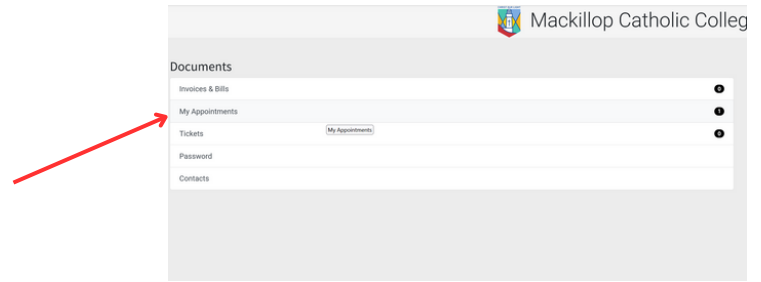 Mackillop Catholic Colleg
Documents
Invoices & Bills 0
My Appointments 1
Tickets 0
My Appointments
Password
Contacts